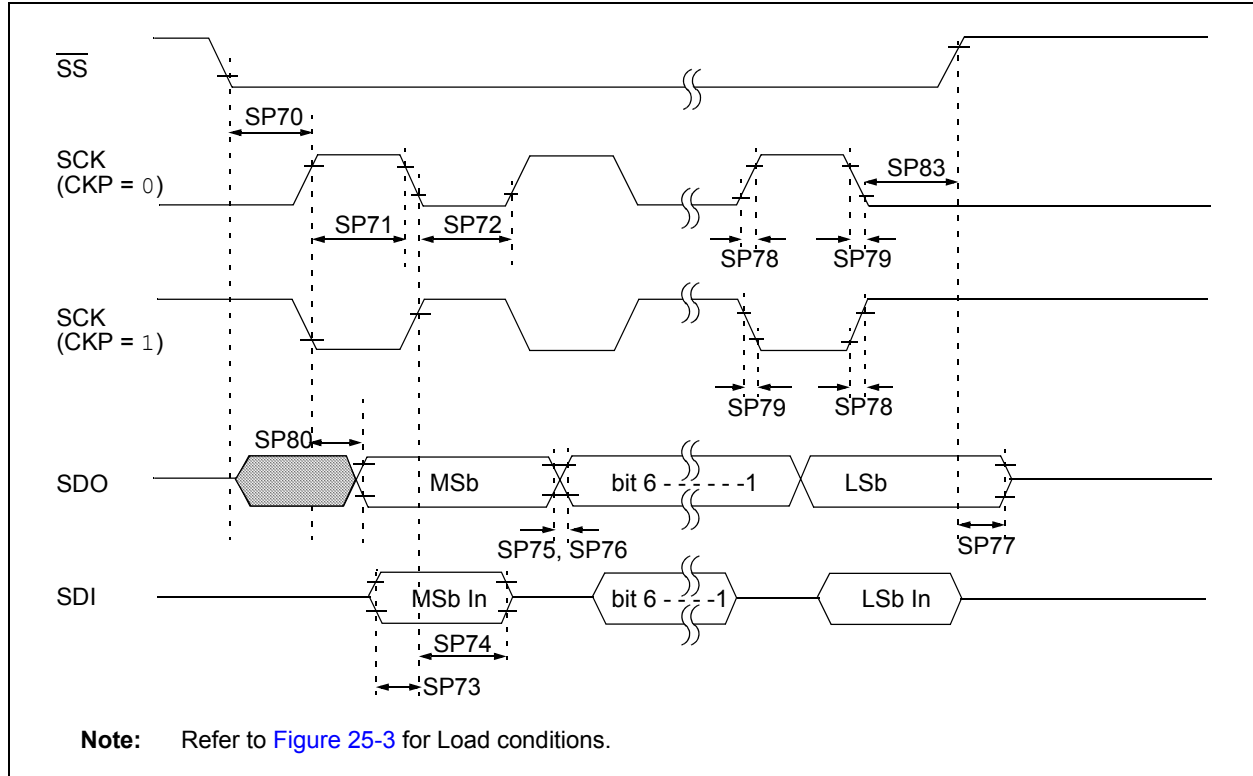 SS
SP70
SCK
(CKP = 0)
SP83
SP71
SP72
SP78
SP79
SCK
(CKP = 1)
SP79
SP78
SP80
SDO
MSb
bit 6 - - - - - -1
LSb
SP75, SP76
SP77
SDI
MSb In
bit 6 - - - -1
LSb In
SP74
SP73
Note: Refer to Figure 25-3 for Load conditions.